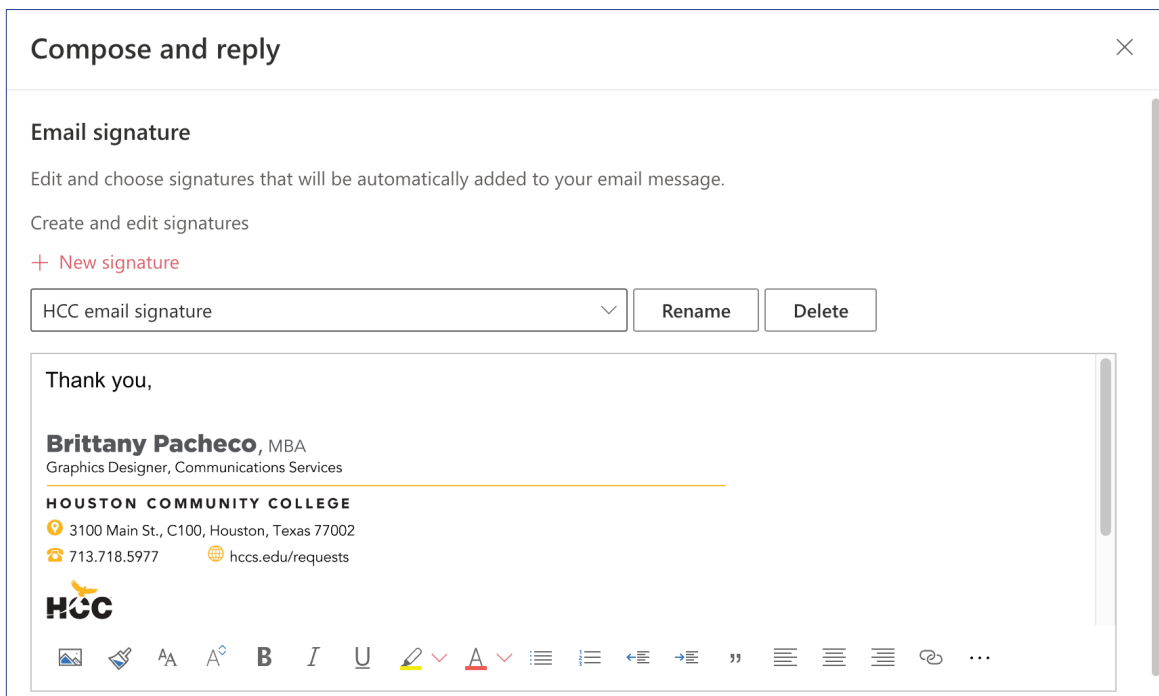 Compose and reply
Email signature
Edit and choose signatures that will be automatically added to your email message.
Create and edit signatures
+ New signature
HCC email signature
Rename
Delete
Thank you,
Brittany Pacheco, MBA
Graphics Designer, Communications Services
HOUSTON COMMUNITY COLLEGE
3100 Main St., C100, Houston, Texas 77002
713.718.5977 hccs.edu/requests
HCC